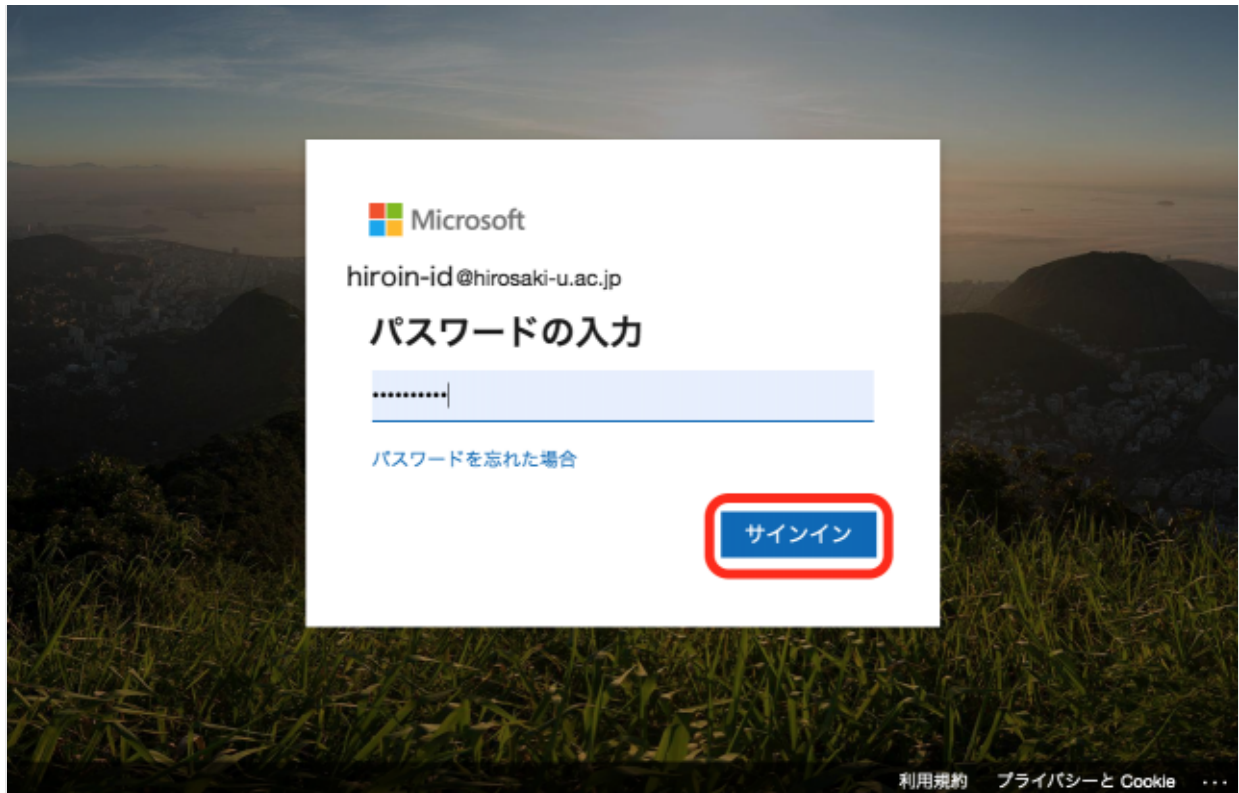 Microsoft
hiroin-id@hirosaki-u.ac.jp
パスワードの入力
••••••••••
パスワードを忘れた場合
サインイン
利用規約 プライバシーと Cookie ...